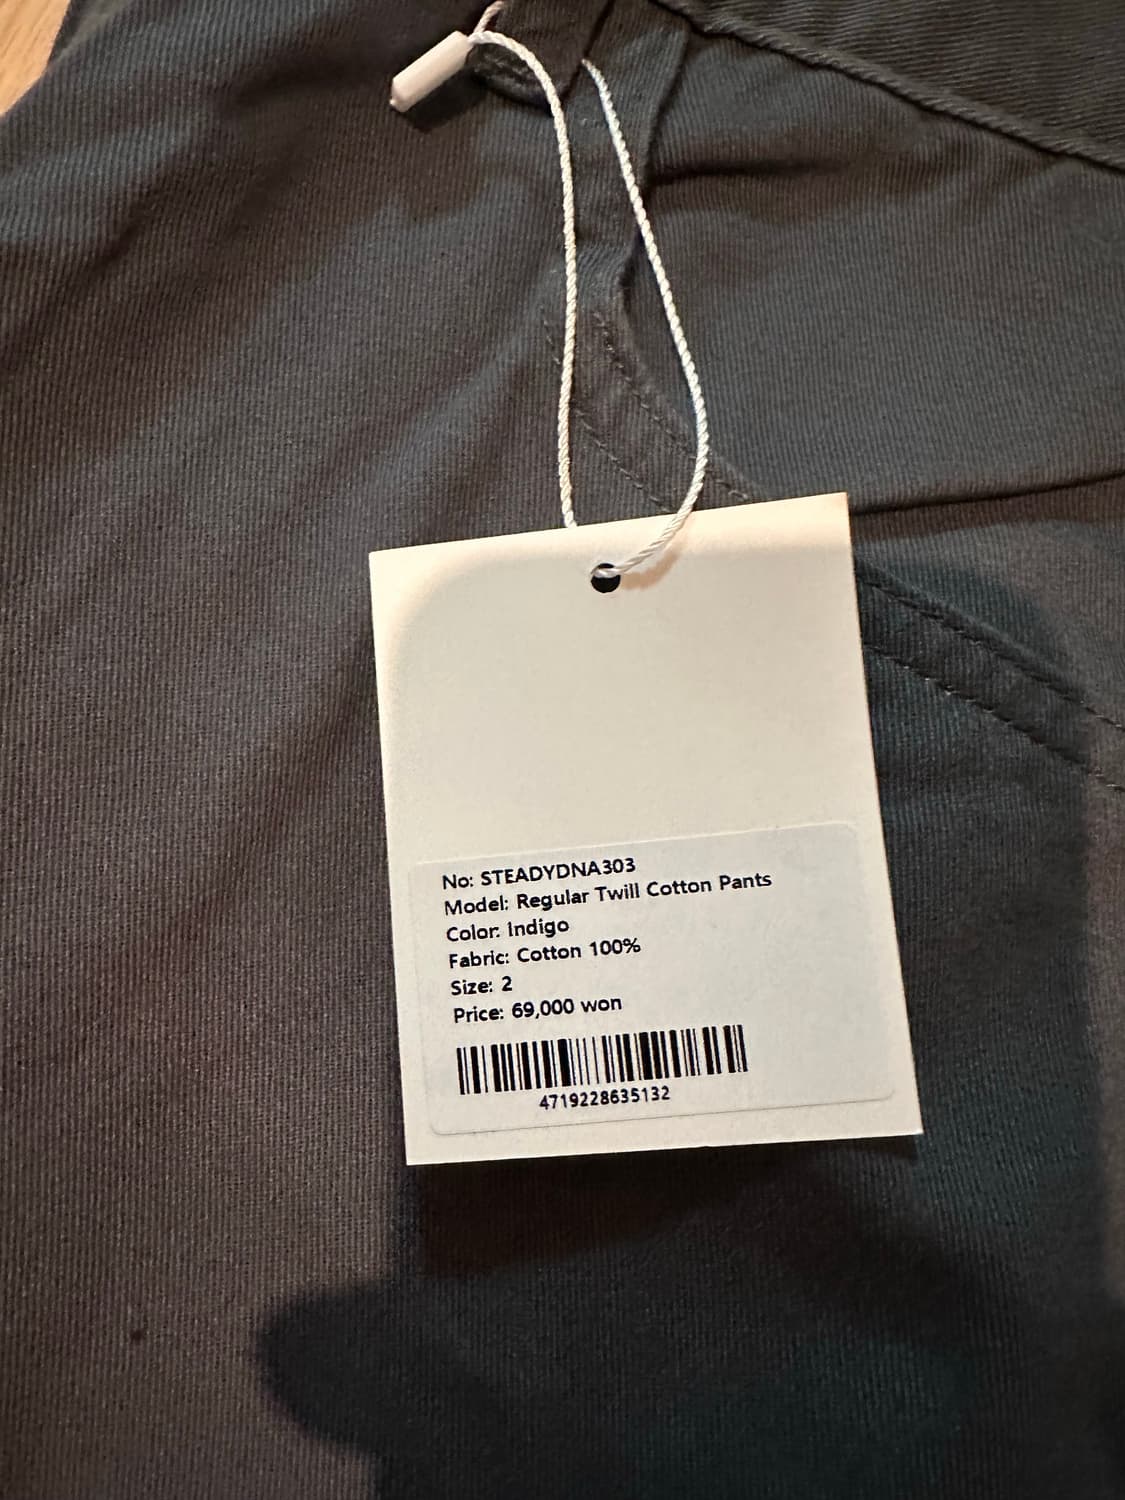 No: STEADYDNA303
Model: Regular Twill Cotton Pants
Color: Indigo
Fabric: Cotton 100%
Size: 2
Price: 69,000 won
4719228635132